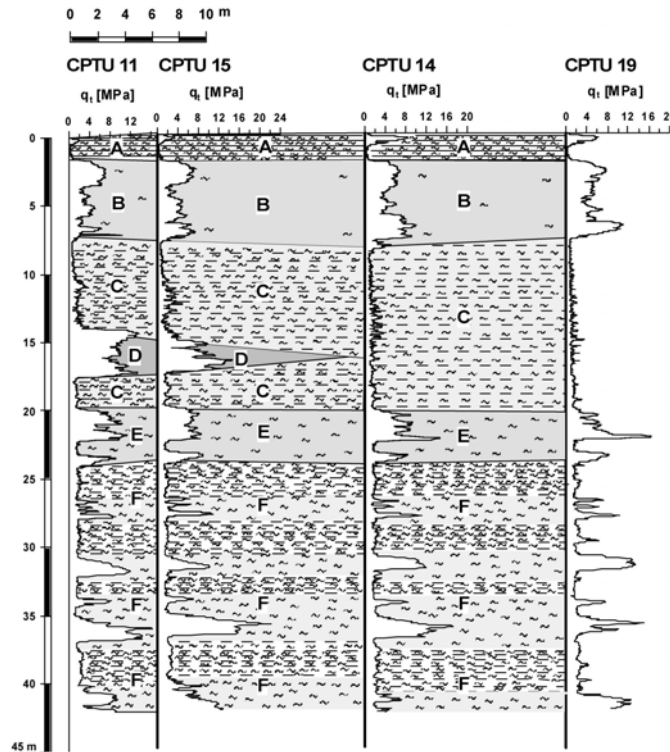 0 2 4 6 8 10 m
CPTU 11 CPTU 15 CPTU 14 CPTU 19
qt [MPa] qt [MPa] qt [MPa] qt [MPa]
0 4 8 12 0 4 8 12 16 20 24 0 4 8 12 16 20 0 4 8 12 16 2
0
A A A
5
B B B
10
C C C
15
D D
C C
20
E E E
25
F F F
30
35
F F F
40
F F F
45 m